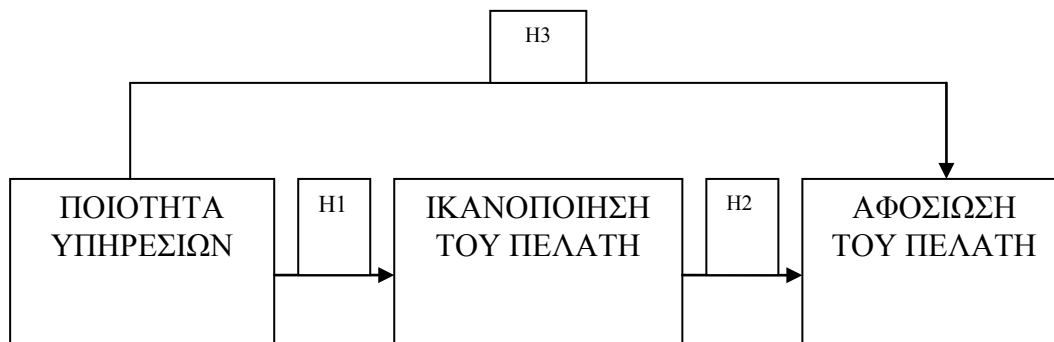 H3
ΠΟΙΟΤΗΤΑ
ΥΠΗΡΕΣΙΩΝ
H1
ΙΚΑΝΟΠΟΙΗΣΗ
ΤΟΥ ΠΕΛΑΤΗ
H2
ΑΦΟΣΙΩΣΗ
ΤΟΥ ΠΕΛΑΤΗ